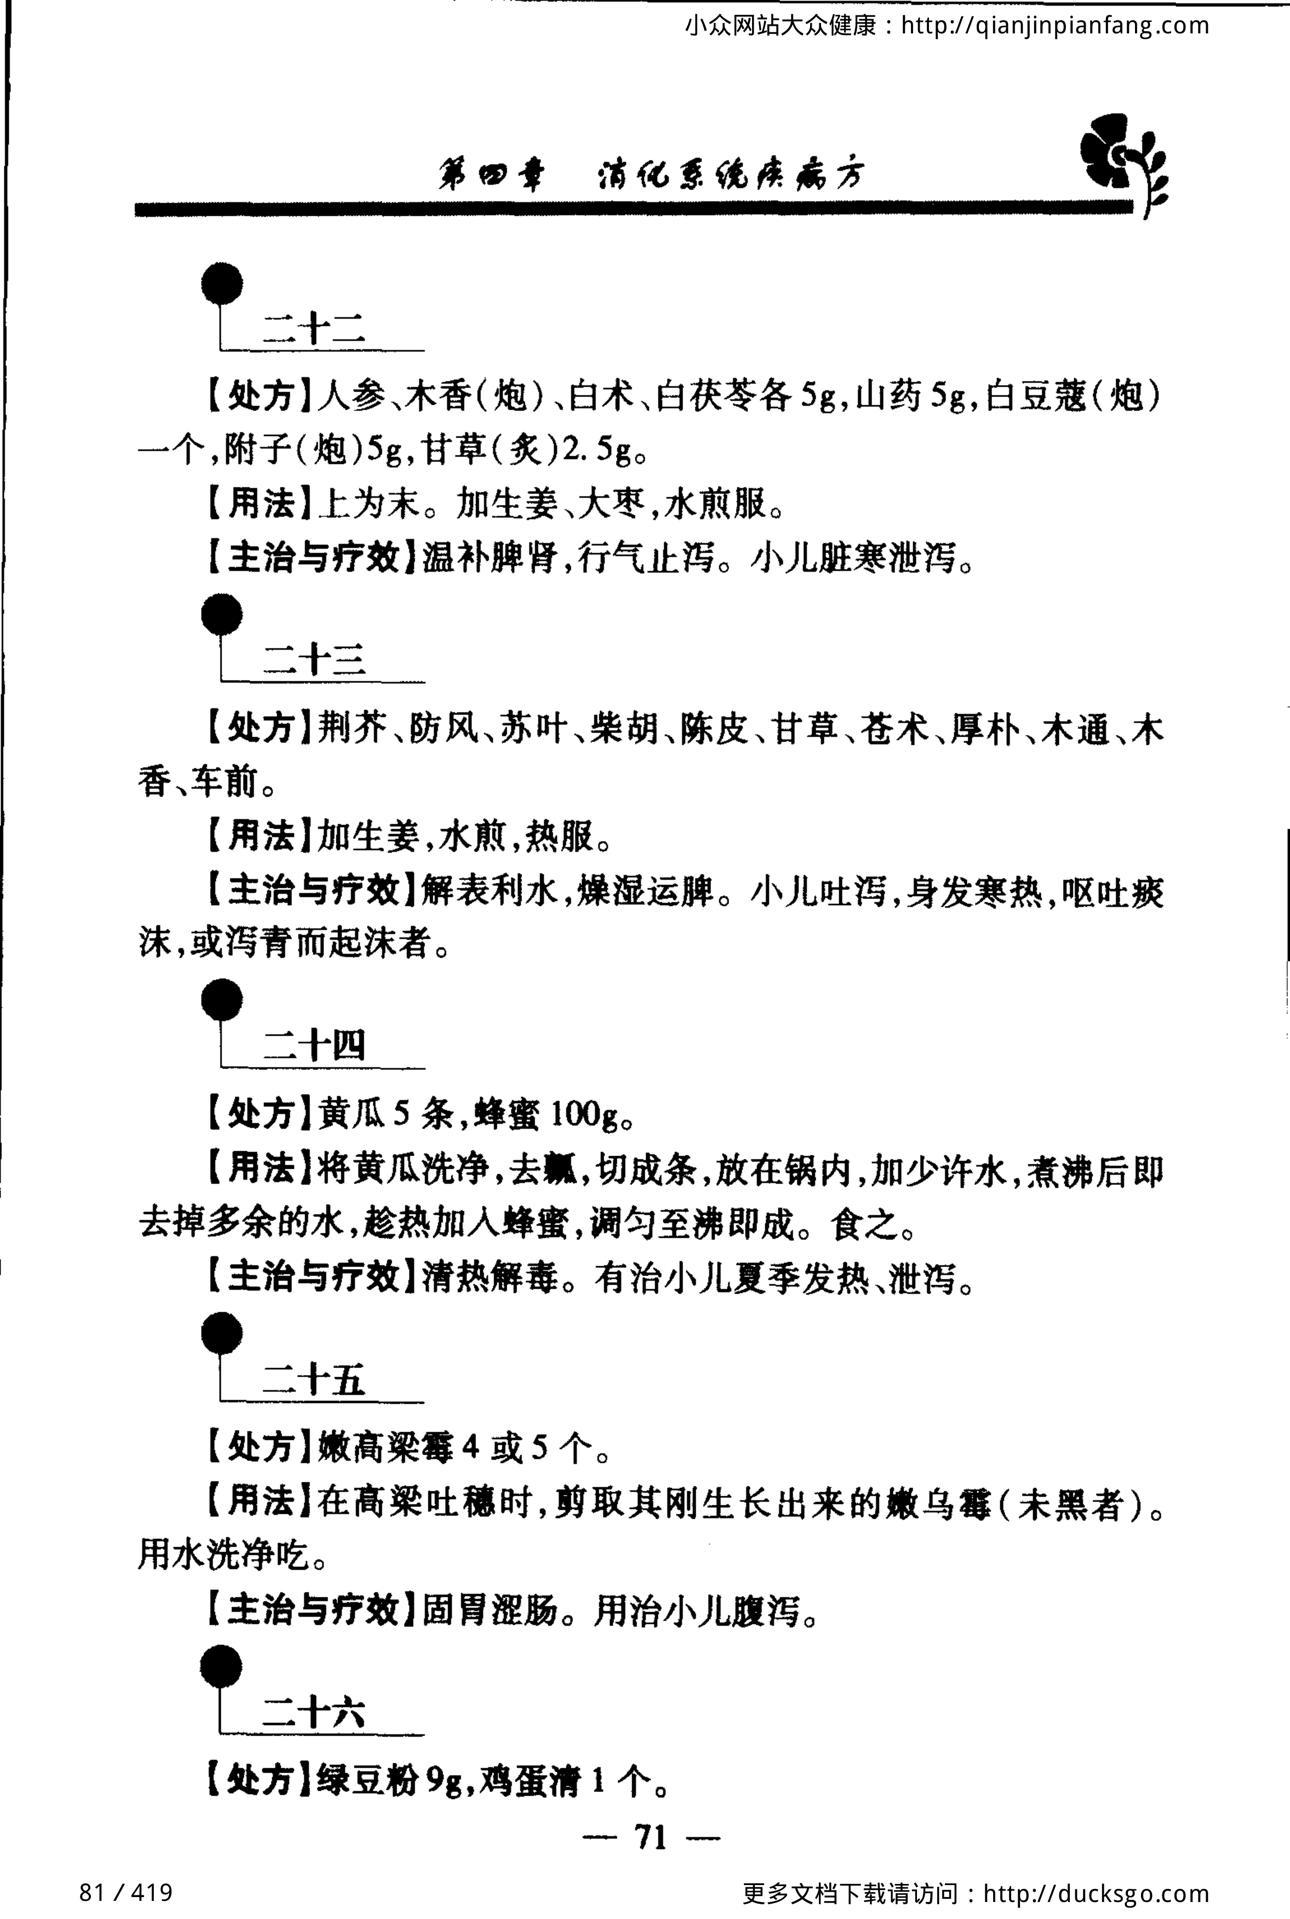 小众网站大众健康：http://qianjinpianfang.com
第四章 消化系统疾病方
二十二
【处方】人参、木香(炮)、白术、白茯苓各 5g,山药 5g,白豆蔻(炮)
一个,附子(炮)5g,甘草(炙)2.5g。
【用法】上为末。加生姜、大枣,水煎服。
【主治与疗效】温补脾肾,行气止泻。小儿脏寒泄泻。
二十三
【处方】荆芥、防风、苏叶、柴胡、陈皮、甘草、苍术、厚朴、木通、木
香、车前。
【用法】加生姜,水煎,热服。
【主治与疗效】解表利水,燥湿运脾。小儿吐泻,身发寒热,呕吐痰
沫,或泻青而起沫者。
二十四
【处方】黄瓜 5 条,蜂蜜 100g。
【用法】将黄瓜洗净,去瓤,切成条,放在锅内,加少许水,煮沸后即
去掉多余的水,趁热加入蜂蜜,调匀至沸即成。食之。
【主治与疗效】清热解毒。有治小儿夏季发热、泄泻。
二十五
【处方】嫩高梁霉 4 或 5 个。
【用法】在高梁吐穗时,剪取其刚生长出来的嫩乌霉(未黑者)。
用水洗净吃。
【主治与疗效】固胃涩肠。用治小儿腹泻。
二十六
【处方】绿豆粉 9g,鸡蛋清 1 个。
— 71 —
81 / 419
更多文档下载请访问：http://ducksgo.com